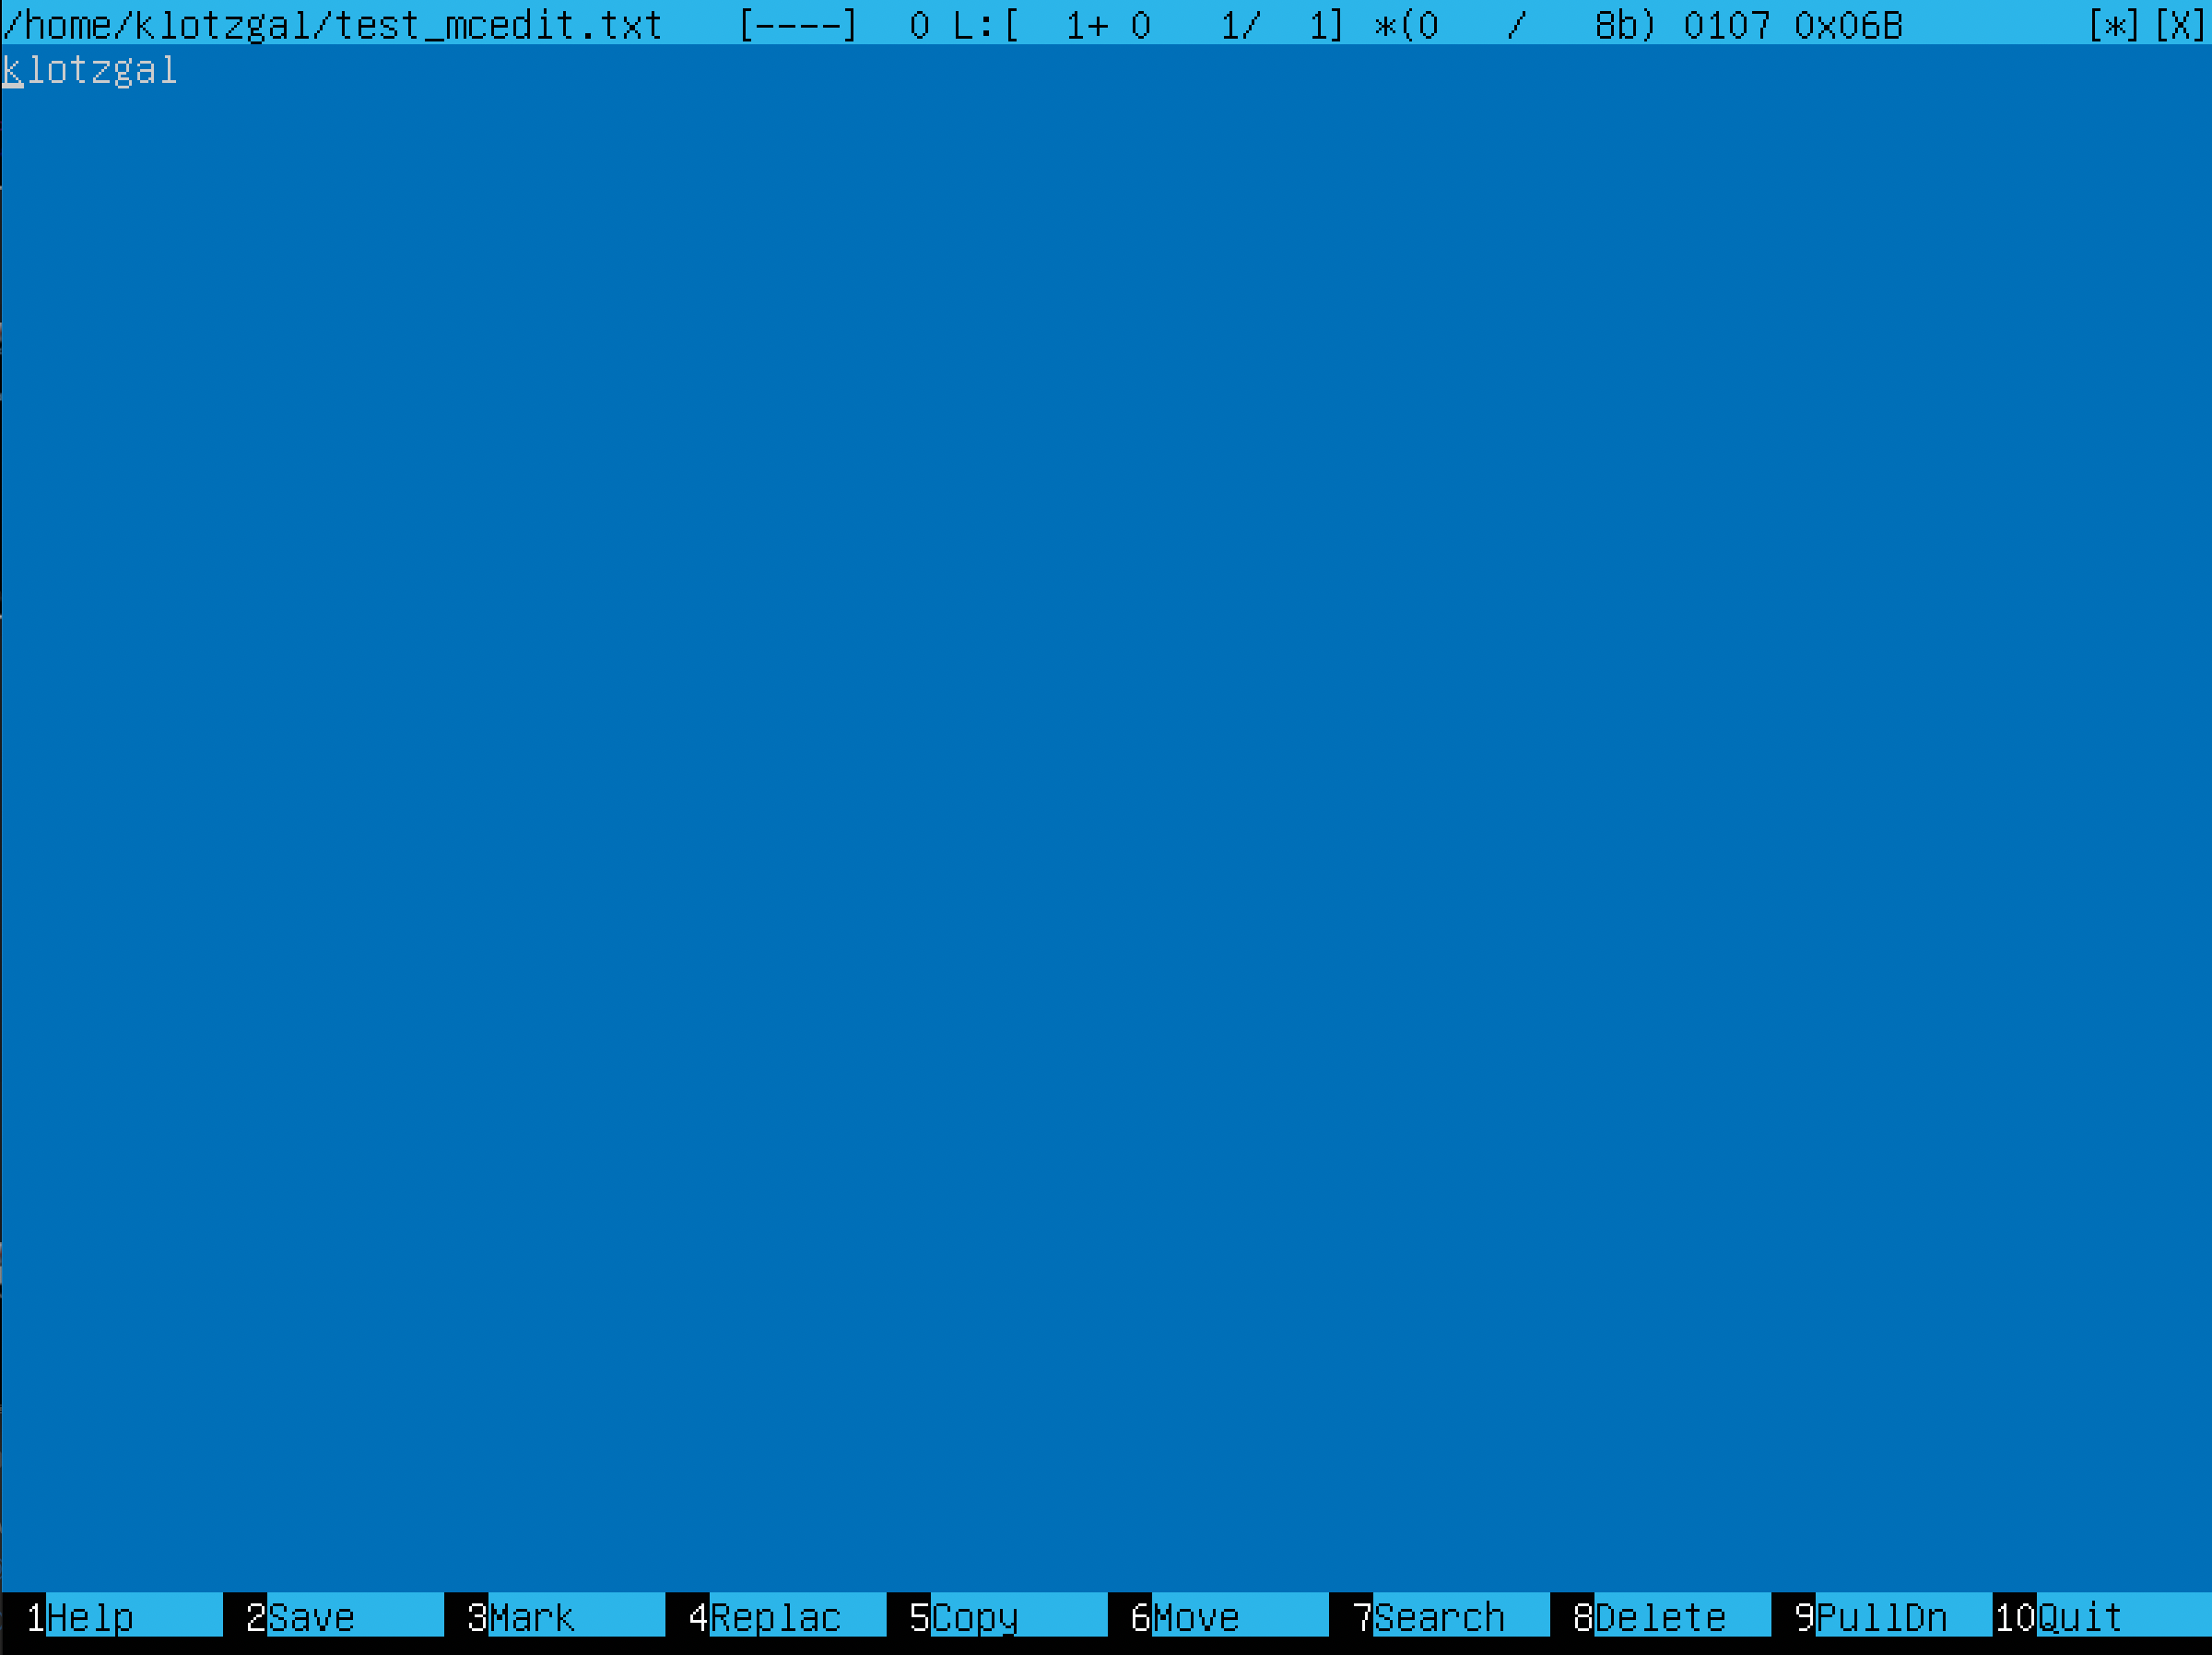 /home/klotzgal/test_mcedit.txt [----] 0 L:[ 1+ 0 1/ 1] *(0 / 8b) 0107 0x06B [*][X]
klotzgal
1Help 2Save 3Mark 4Replac 5Copy 6Move 7Search 8Delete 9PullDn 10Quit